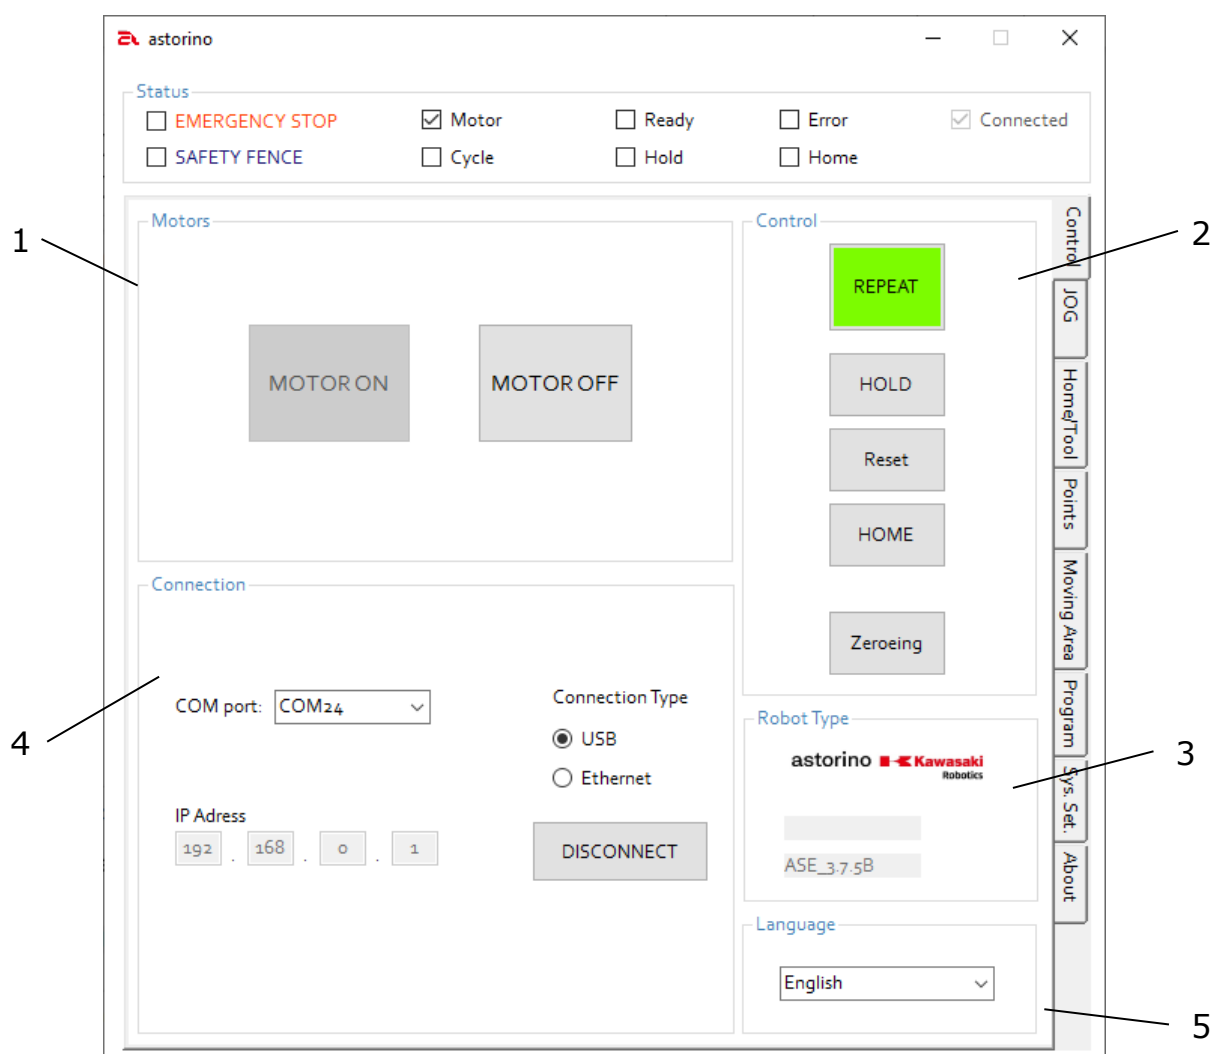 astorino
Status
EMERGENCY STOP Motor Ready Error Connected
SAFETY FENCE Cycle Hold Home
1
Motors
MOTOR ON MOTOR OFF
Control
REPEAT
HOLD
Reset
HOME
Zeroeing
2
Control
JOG
Home/Tool
Points
Moving Area
Program
Sys. Set.
About
Connection
4
COM port: COM24
Connection Type
USB
Ethernet
IP Adress
192 . 168 . 0 . 1
DISCONNECT
Robot Type
astorino Kawasaki
Robotics
ASE_3.7.5B
3
Language
English
5